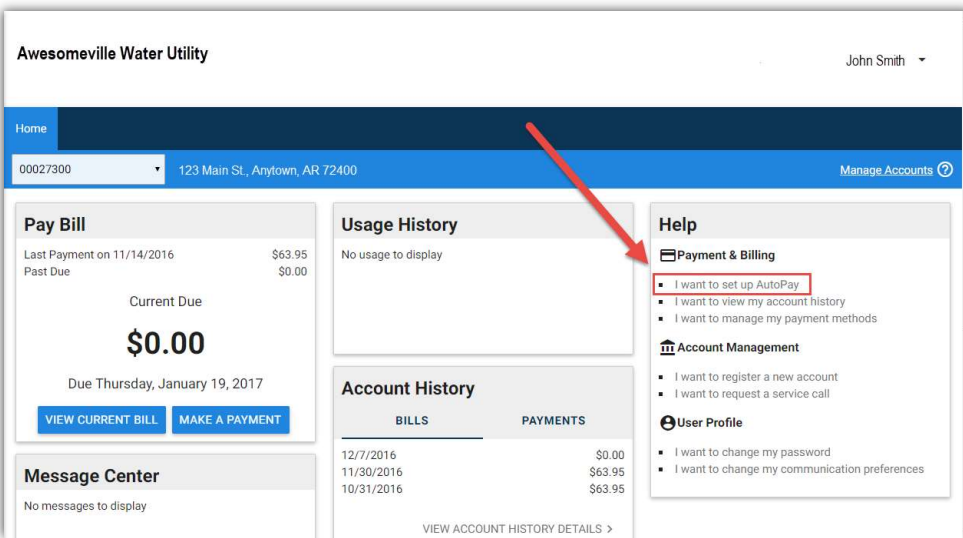 Awesomeville Water Utility
John Smith
Home
00027300
123 Main St., Anytown, AR 72400
Manage Accounts ?
Pay Bill
Last Payment on 11/14/2016 $63.95
Past Due $0.00
Current Due
$0.00
Due Thursday, January 19, 2017
VIEW CURRENT BILL MAKE A PAYMENT
Message Center
No messages to display
Usage History
No usage to display
Account History
BILLS PAYMENTS
12/7/2016 $0.00
11/30/2016 $63.95
10/31/2016 $63.95
VIEW ACCOUNT HISTORY DETAILS >
Help
Payment & Billing
I want to set up AutoPay
I want to view my account history
I want to manage my payment methods
Account Management
I want to register a new account
I want to request a service call
User Profile
I want to change my password
I want to change my communication preferences